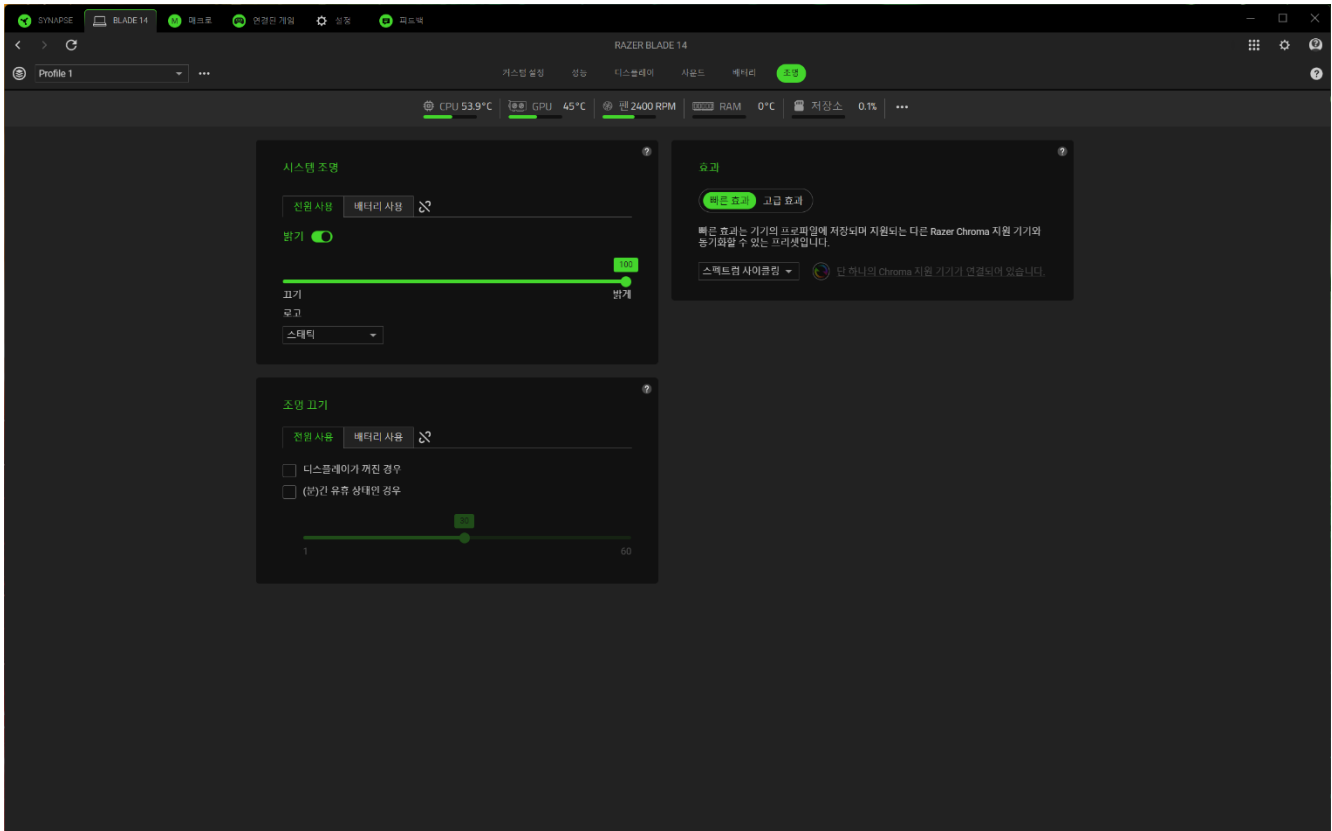 SYNAPSE BLADE 14 매크로 연결된 게임 설정 피드백
RAZER BLADE 14
Profile 1 커스텀 설정 성능 디스플레이 사운드 배터리 조명
CPU 53.9°C GPU 45°C 팬 2400 RPM RAM 0°C 저장소 0.1%
시스템 조명
전원 사용 배터리 사용
밝기
100
끄기 밝게
로고
스태틱
조명 끄기
전원 사용 배터리 사용
디스플레이가 꺼진 경우
(분)간 유휴 상태인 경우
30
1 60
효과
빠른 효과 고급 효과
빠른 효과는 기기의 프로파일에 저장되며 지원되는 다른 Razer Chroma 지원 기기와
동기화할 수 있는 프리셋입니다.
스펙트럼 사이클링 단 하나의 Chroma 지원 기기가 연결되어 있습니다.